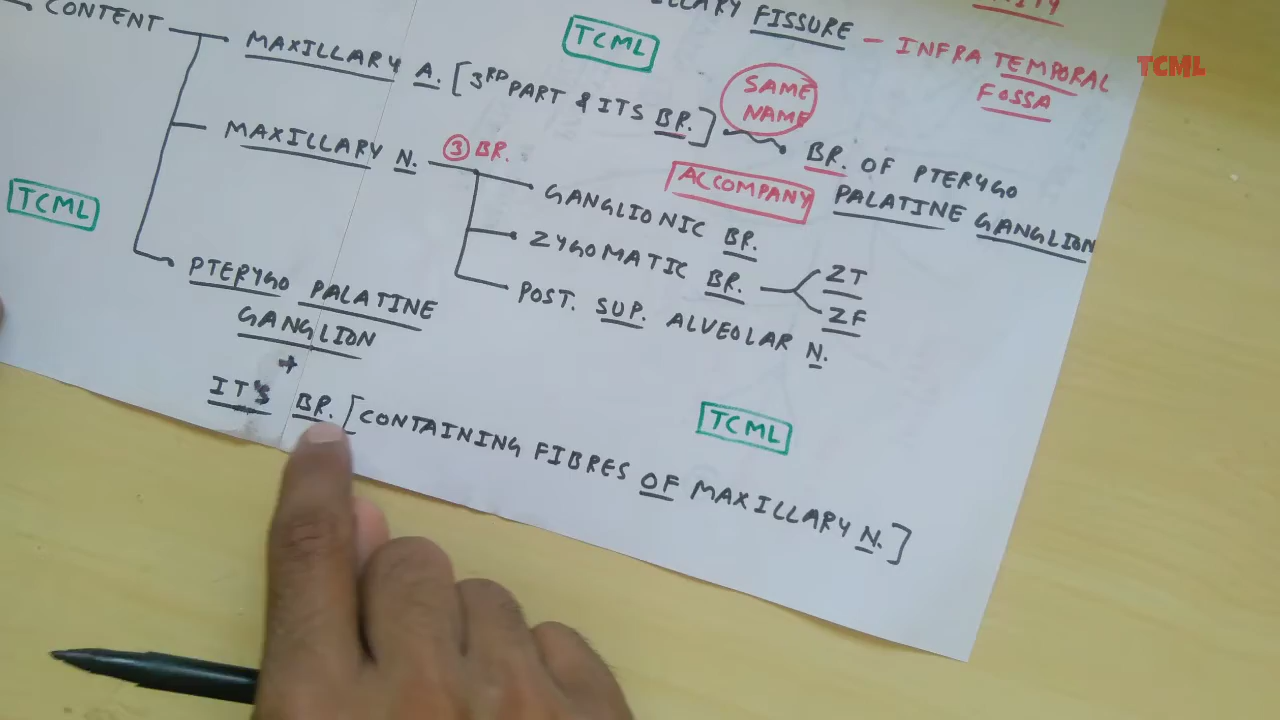 CONTENT
MAXILLARY A. [3RD PART & ITS BR.]
SAME
NAME
BR. OF PTERYGO
PALATINE GANGLION
ACCOMPANY
FISSURE - INFRA TEMPORAL
FOSSA
TCML
TCML
MAXILLARY N.
3 BR.
GANGLIONIC BR.
ZYGOMATIC BR.
ZT
ZF
POST. SUP. ALVEOLAR N.
TCML
PTERYGO PALATINE
GANGLION
+
IT'S BR. [CONTAINING FIBRES OF MAXILLARY N.]
TCML